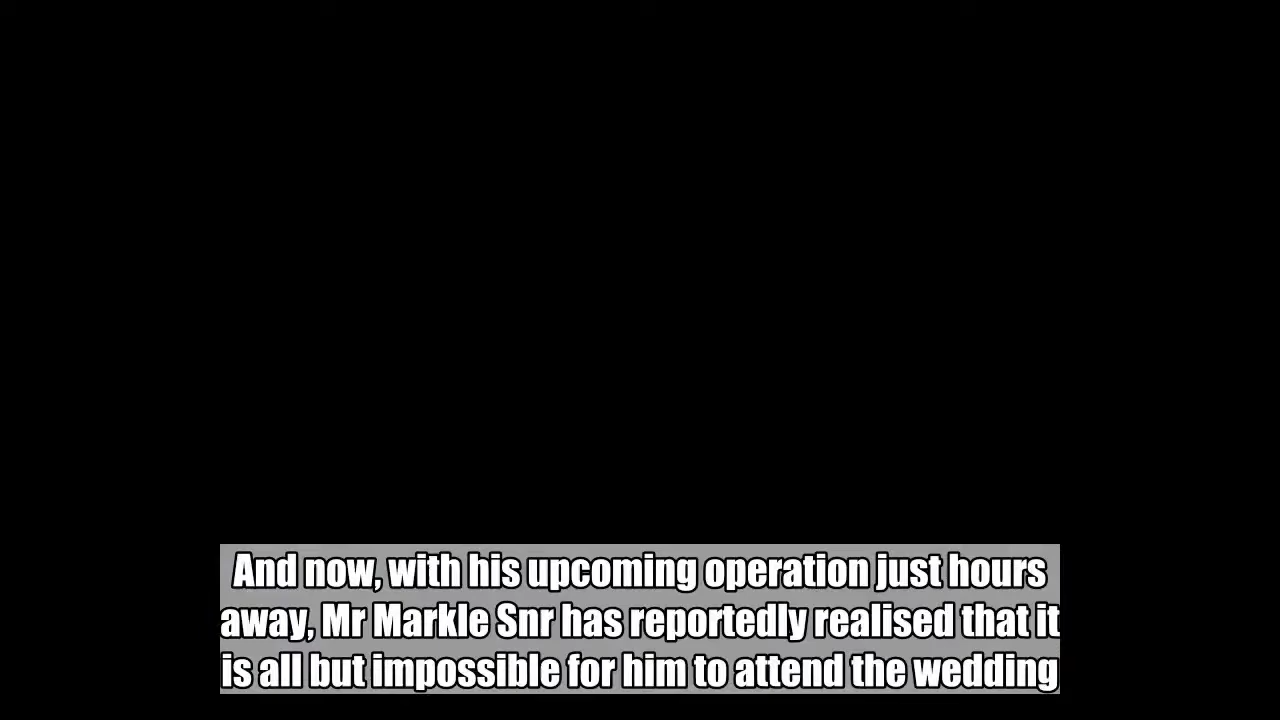 And now, with his upcoming operation just hours
away, Mr Markle Snr has reportedly realised that it
is all but impossible for him to attend the wedding